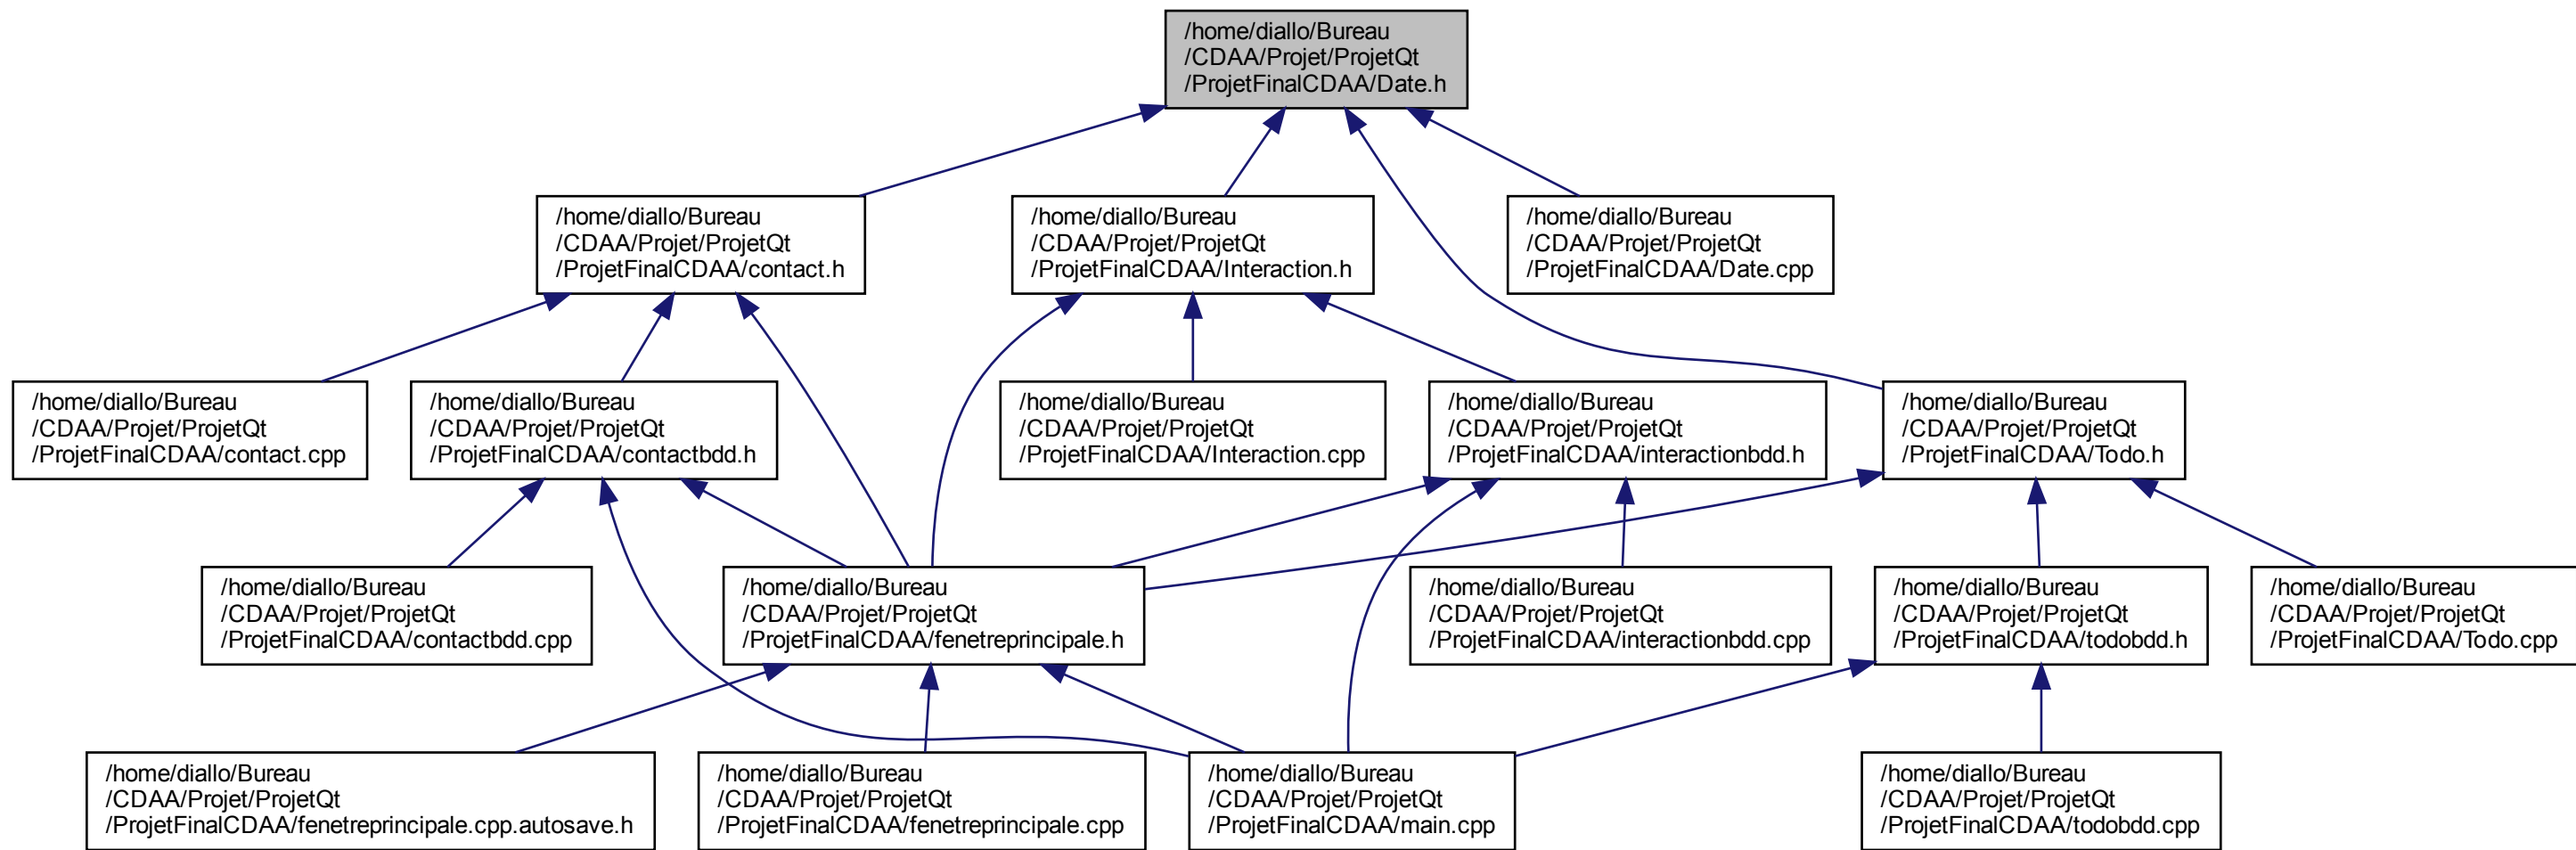 /home/diallo/Bureau
/CDAA/Projet/ProjetQt
/ProjetFinalCDAA/Date.h
/home/diallo/Bureau
/CDAA/Projet/ProjetQt
/ProjetFinalCDAA/contact.h
/home/diallo/Bureau
/CDAA/Projet/ProjetQt
/ProjetFinalCDAA/Interaction.h
/home/diallo/Bureau
/CDAA/Projet/ProjetQt
/ProjetFinalCDAA/Date.cpp
/home/diallo/Bureau
/CDAA/Projet/ProjetQt
/ProjetFinalCDAA/contact.cpp
/home/diallo/Bureau
/CDAA/Projet/ProjetQt
/ProjetFinalCDAA/contactbdd.h
/home/diallo/Bureau
/CDAA/Projet/ProjetQt
/ProjetFinalCDAA/Interaction.cpp
/home/diallo/Bureau
/CDAA/Projet/ProjetQt
/ProjetFinalCDAA/interactionbdd.h
/home/diallo/Bureau
/CDAA/Projet/ProjetQt
/ProjetFinalCDAA/Todo.h
/home/diallo/Bureau
/CDAA/Projet/ProjetQt
/ProjetFinalCDAA/contactbdd.cpp
/home/diallo/Bureau
/CDAA/Projet/ProjetQt
/ProjetFinalCDAA/fenetreprincipale.h
/home/diallo/Bureau
/CDAA/Projet/ProjetQt
/ProjetFinalCDAA/interactionbdd.cpp
/home/diallo/Bureau
/CDAA/Projet/ProjetQt
/ProjetFinalCDAA/todobdd.h
/home/diallo/Bureau
/CDAA/Projet/ProjetQt
/ProjetFinalCDAA/Todo.cpp
/home/diallo/Bureau
/CDAA/Projet/ProjetQt
/ProjetFinalCDAA/fenetreprincipale.cpp.autosave.h
/home/diallo/Bureau
/CDAA/Projet/ProjetQt
/ProjetFinalCDAA/fenetreprincipale.cpp
/home/diallo/Bureau
/CDAA/Projet/ProjetQt
/ProjetFinalCDAA/main.cpp
/home/diallo/Bureau
/CDAA/Projet/ProjetQt
/ProjetFinalCDAA/todobdd.cpp